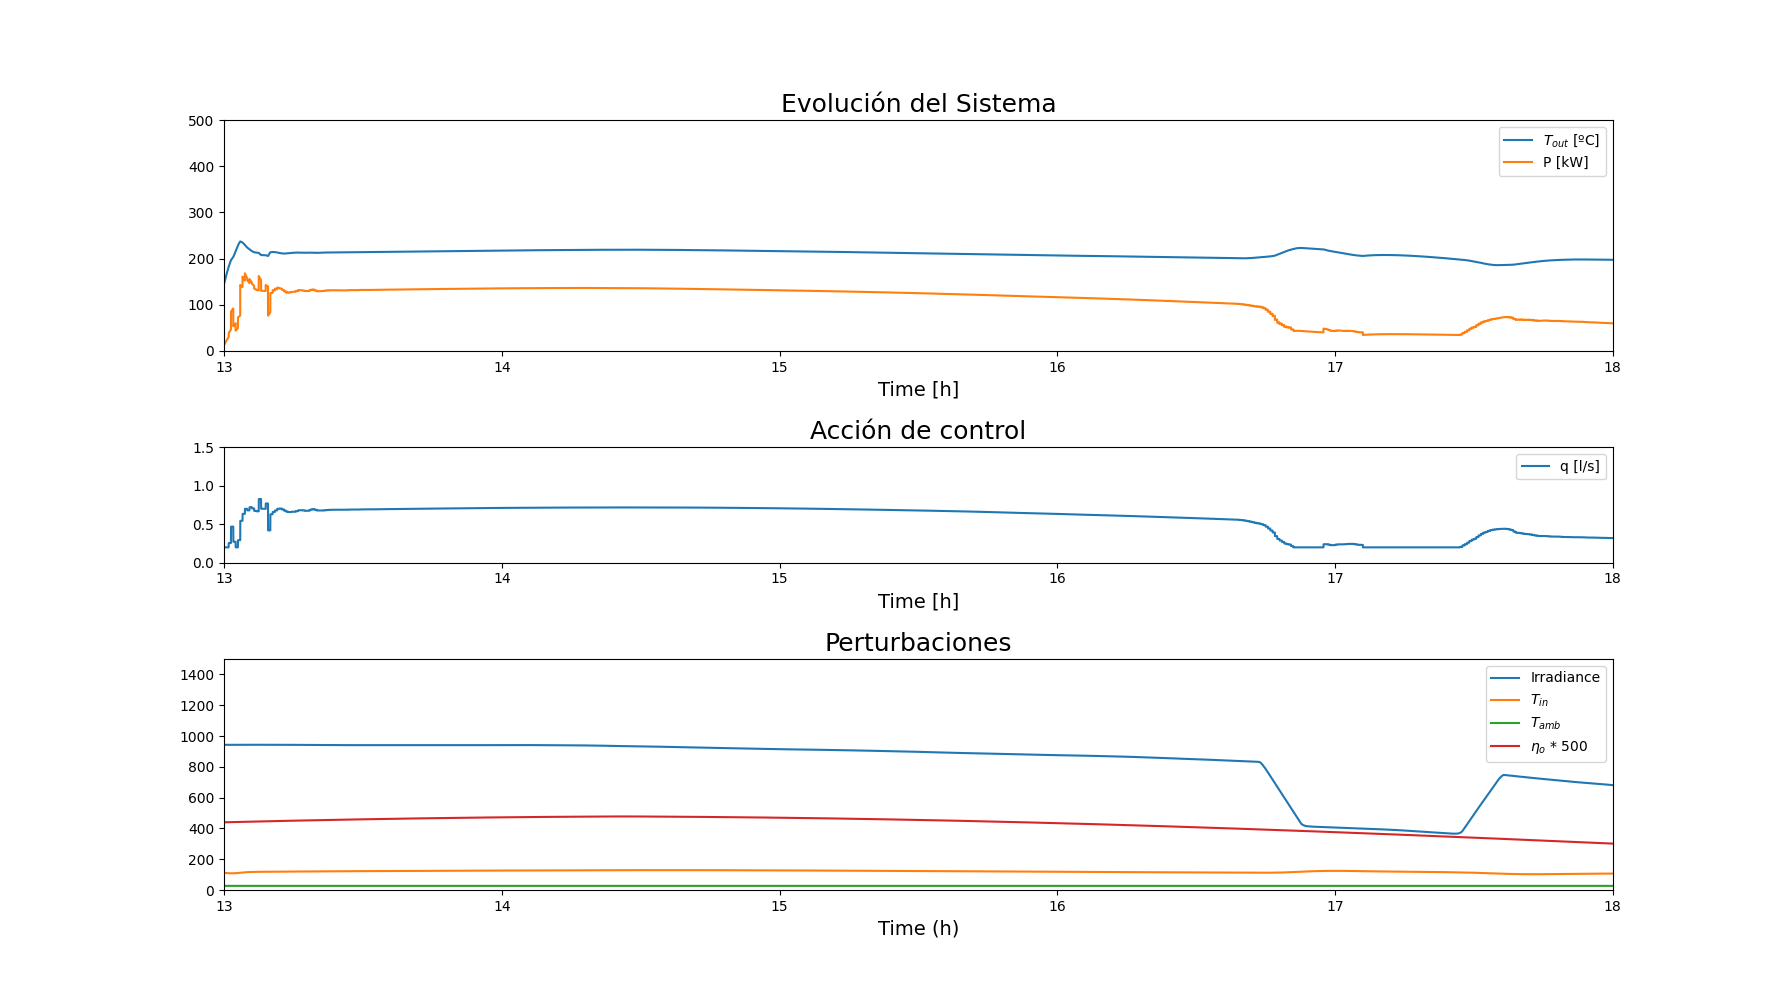 Evolución del Sistema
500
400
300
200
100
0
T_out [ºC]
P [kW]
13 14 15 16 17 18
Time [h]
Acción de control
1.5
1.0
0.5
0.0
q [l/s]
13 14 15 16 17 18
Time [h]
Perturbaciones
1400
1200
1000
800
600
400
200
0
Irradiance
T_in
T_amb
η_o * 500
13 14 15 16 17 18
Time (h)